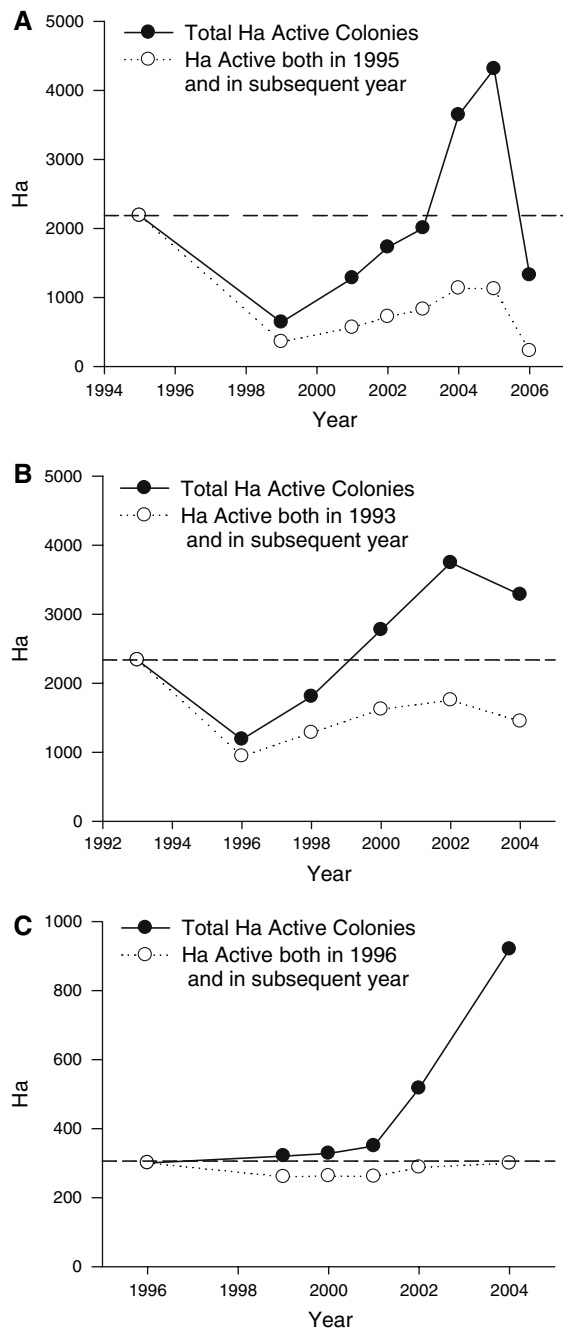 A
5000
Total Ha Active Colonies
Ha Active both in 1995
and in subsequent year
4000
3000
Ha
2000
1000
0
1994 1996 1998 2000 2002 2004 2006
Year
B
5000
Total Ha Active Colonies
Ha Active both in 1993
and in subsequent year
4000
3000
Ha
2000
1000
0
1992 1994 1996 1998 2000 2002 2004
Year
C
1000
Total Ha Active Colonies
Ha Active both in 1996
and in subsequent year
800
600
Ha
400
200
0
1996 1998 2000 2002 2004
Year